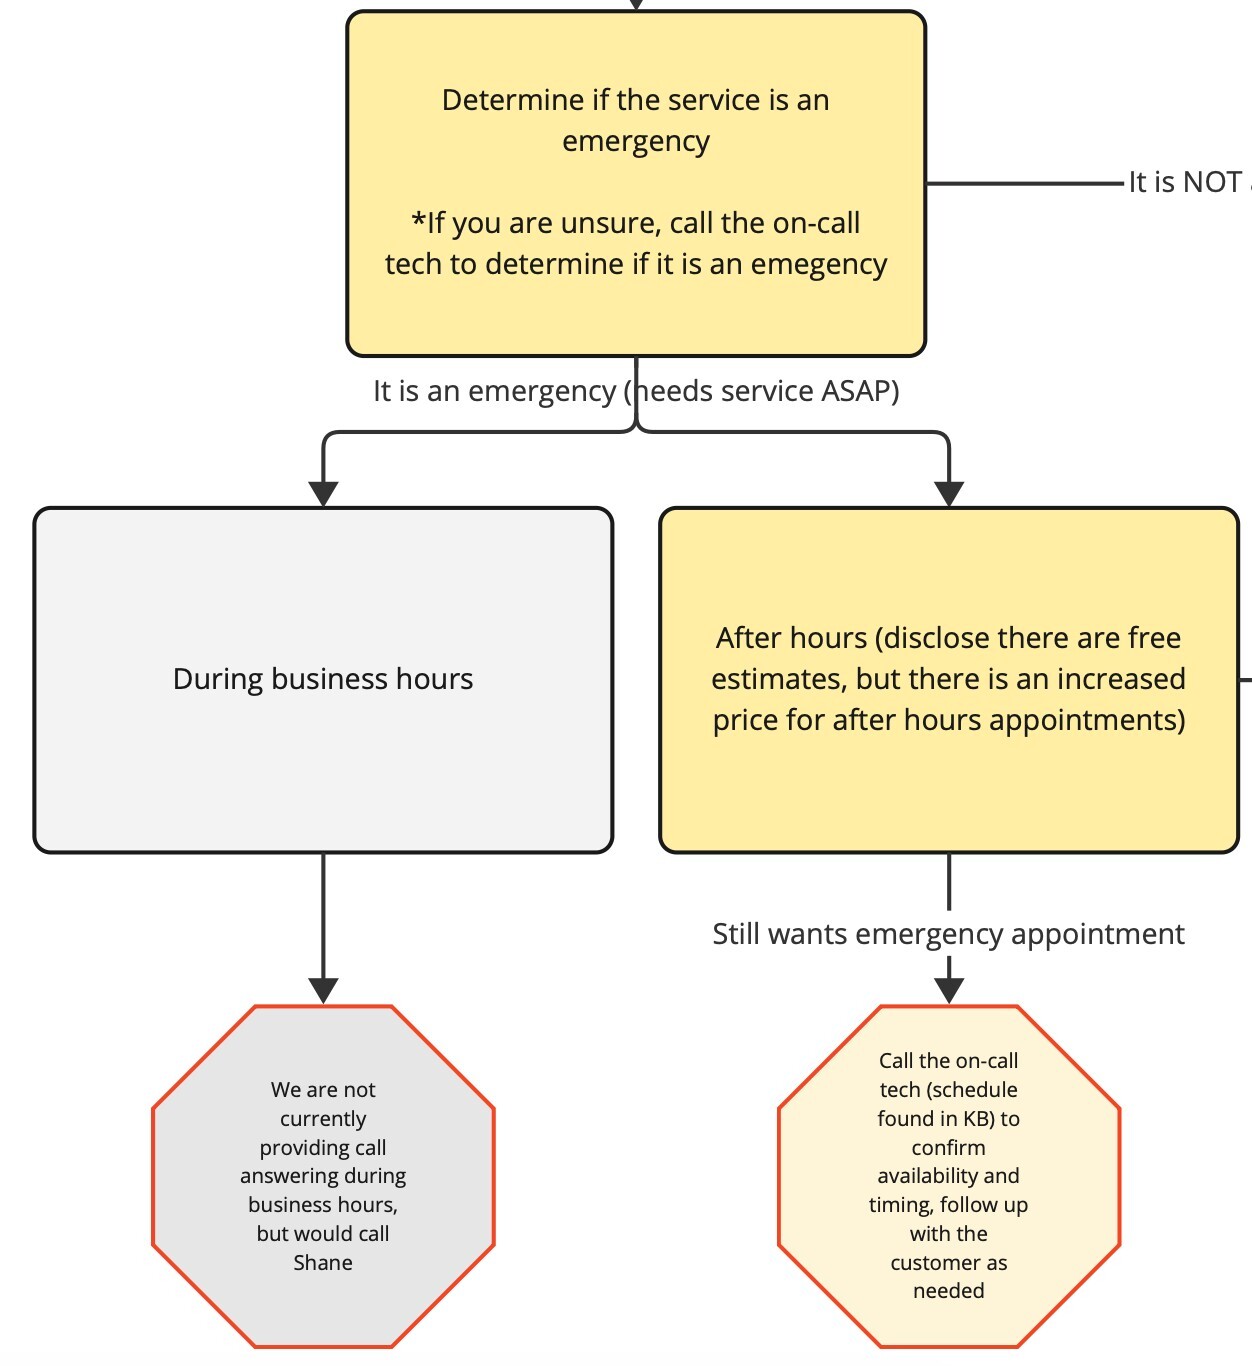 Determine if the service is an
emergency
*If you are unsure, call the on-call
tech to determine if it is an emegency
It is NOT
It is an emergency (needs service ASAP)
During business hours
After hours (disclose there are free
estimates, but there is an increased
price for after hours appointments)
Still wants emergency appointment
We are not
currently
providing call
answering during
business hours,
but would call
Shane
Call the on-call
tech (schedule
found in KB) to
confirm
availability and
timing, follow up
with the
customer as
needed